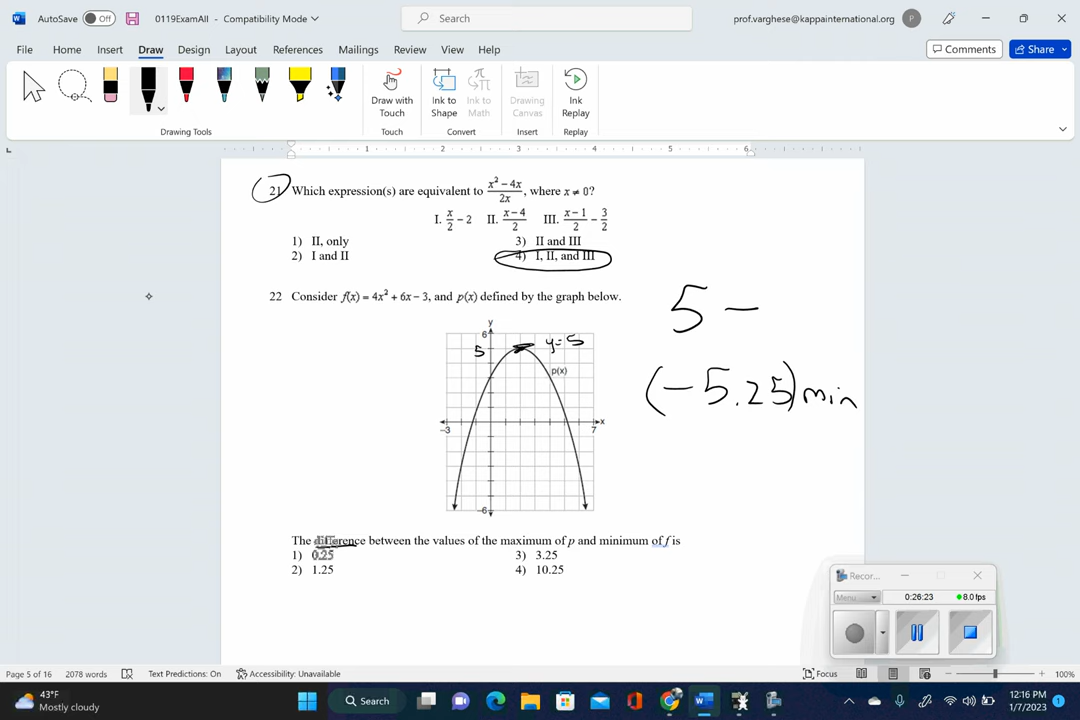 AutoSave Off 0119ExamAll - Compatibility Mode Search prof.varghese@kappainternational.org P
File Home Insert Draw Design Layout References Mailings Review View Help Comments Share
Draw with Touch Ink to Shape Ink to Math Drawing Canvas Ink Replay
Drawing Tools Touch Convert Insert Replay
1 2 3 4 5 6
21 Which expression(s) are equivalent to (x² − 4x)/(2x), where x ≠ 0?
I. x/2 − 2 II. (x − 4)/2 III. (x − 1)/2 − 3/2
1) II, only 3) II and III
2) I and II 4) I, II, and III
22 Consider f(x) = 4x² + 6x − 3, and p(x) defined by the graph below.
5 −
y
6
5 y=5
p(x)
(−5.25) min
−3 7 x
−6
The difference between the values of the maximum of p and minimum of f is
1) 0.25 3) 3.25
2) 1.25 4) 10.25
Recor...
Menu 0:26:23 8.0 fps
Page 5 of 16 2078 words Text Predictions: On Accessibility: Unavailable Focus 100%
43°F
Mostly cloudy
Search
12:16 PM
1/7/2023
1